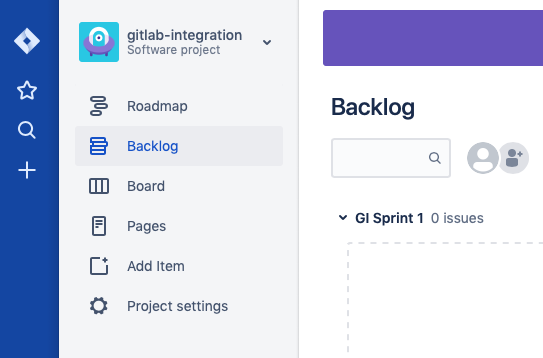 gitlab-integration
Software project
Roadmap
Backlog
Board
Pages
Add Item
Project settings
Backlog
GI Sprint 1 0 issues